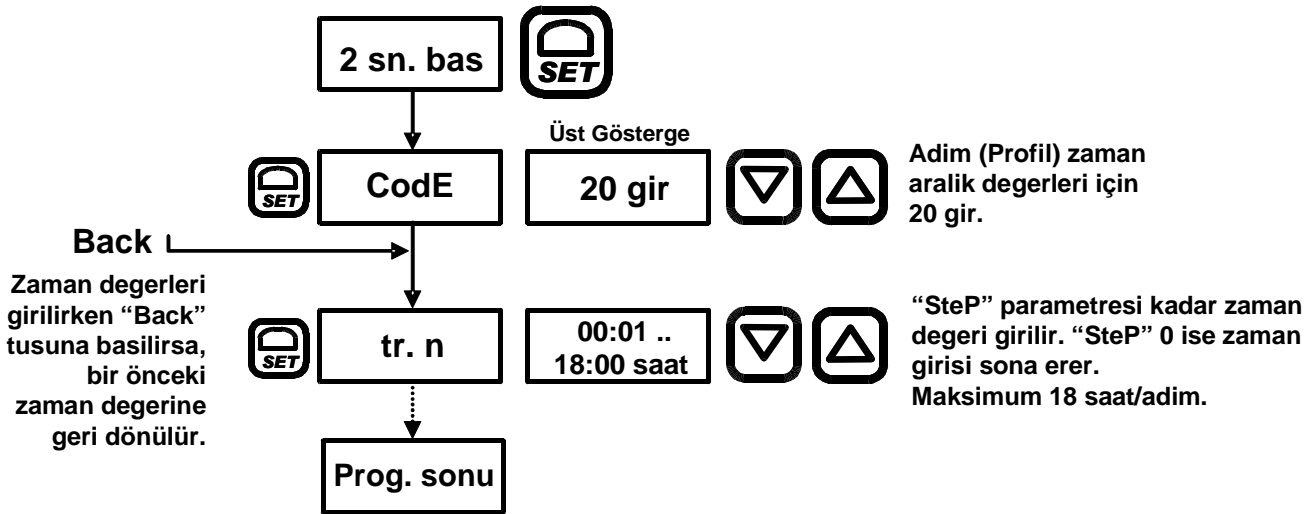 2 sn. bas
SET
Üst Gösterge
SET
CodE
20 gir
Adim (Profil) zaman
aralik degerleri için
20 gir.
Back
Zaman degerleri
girilirken “Back”
tusuna basilirsa,
bir önceki
zaman degerine
geri dönülür.
SET
tr. n
00:01 ..
18:00 saat
“SteP” parametresi kadar zaman
degeri girilir. “SteP” 0 ise zaman
girisi sona erer.
Maksimum 18 saat/adim.
Prog. sonu